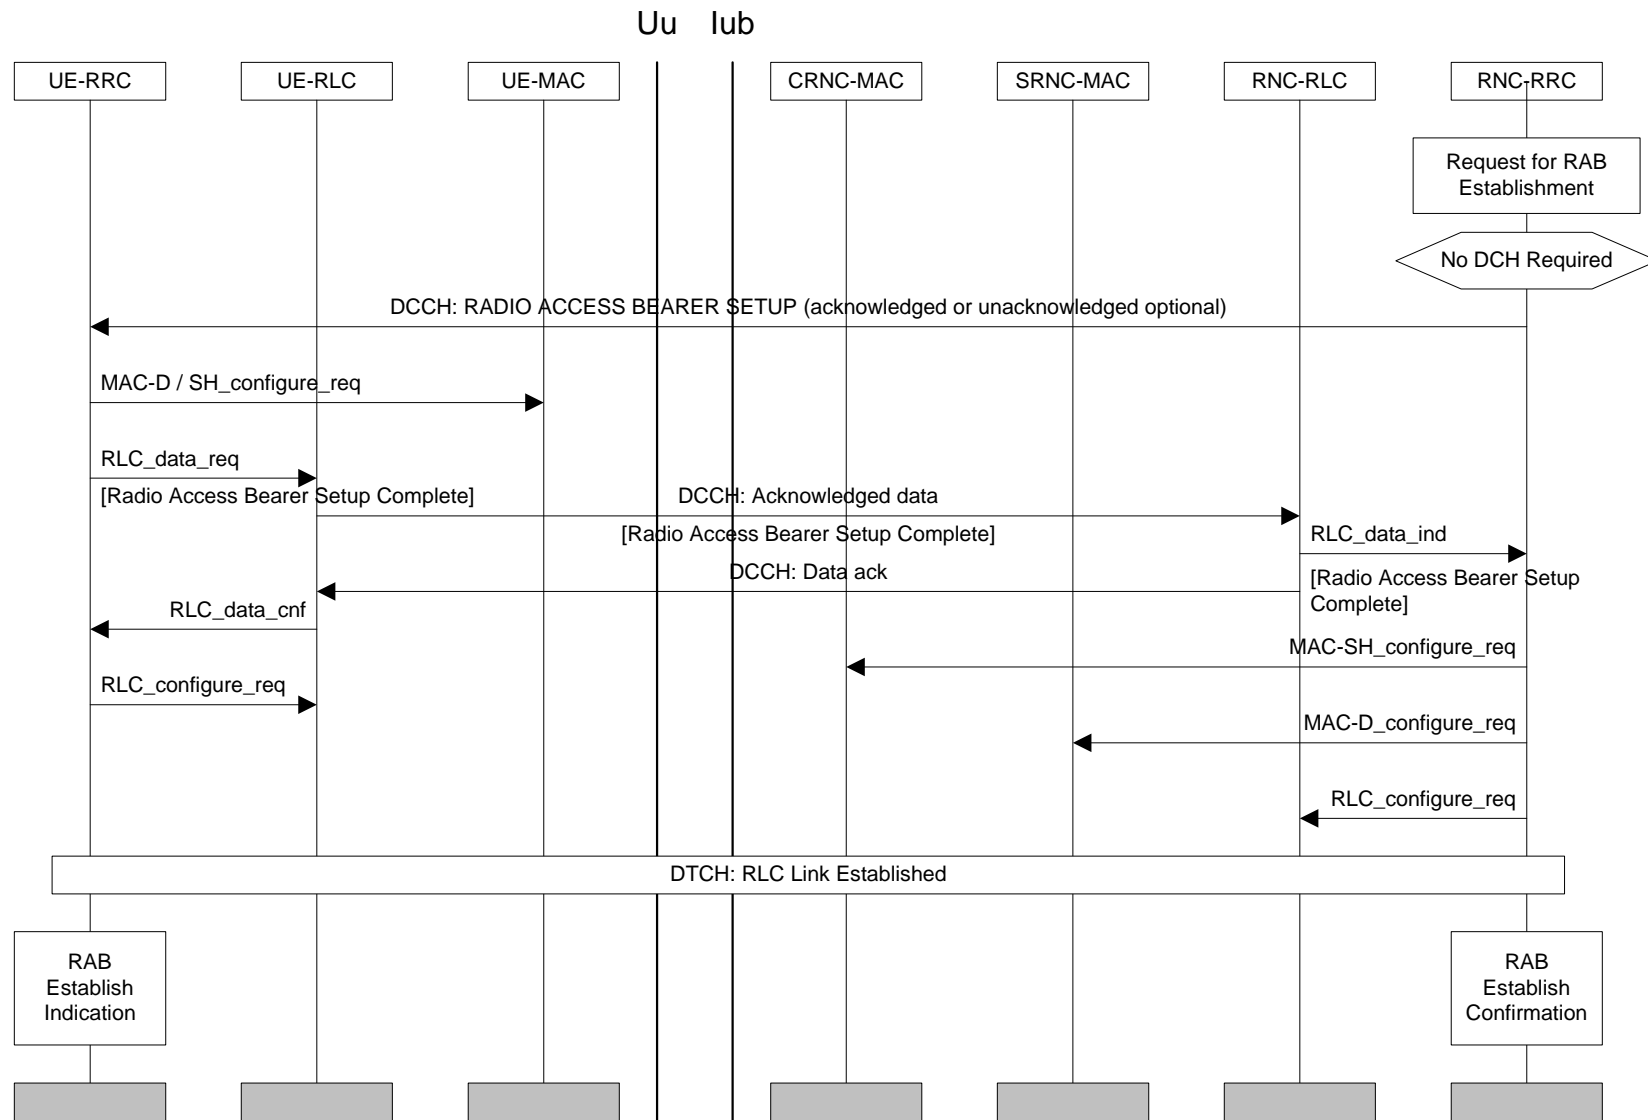 Uu Iub
UE-RRC UE-RLC UE-MAC CRNC-MAC SRNC-MAC RNC-RLC RNC-RRC
Request for RAB
Establishment
No DCH Required
DCCH: RADIO ACCESS BEARER SETUP (acknowledged or unacknowledged optional)
MAC-D / SH_configure_req
RLC_data_req
[Radio Access Bearer Setup Complete]
DCCH: Acknowledged data
[Radio Access Bearer Setup Complete]
RLC_data_ind
DCCH: Data ack
[Radio Access Bearer Setup
Complete]
RLC_data_cnf
MAC-SH_configure_req
RLC_configure_req
MAC-D_configure_req
RLC_configure_req
DTCH: RLC Link Established
RAB
Establish
Indication
RAB
Establish
Confirmation